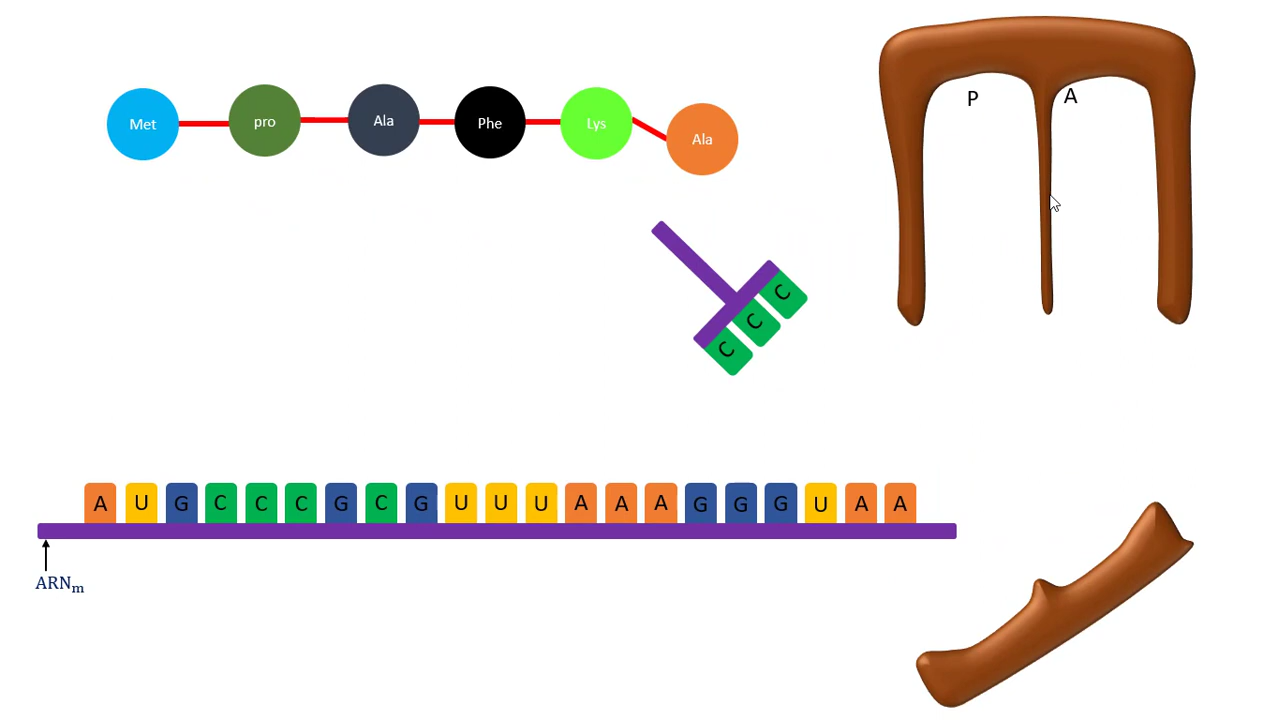 Met pro Ala Phe Lys Ala
P A
C
C
C
A U G C C C G C G U U U A A A G G G U A A
ARNm